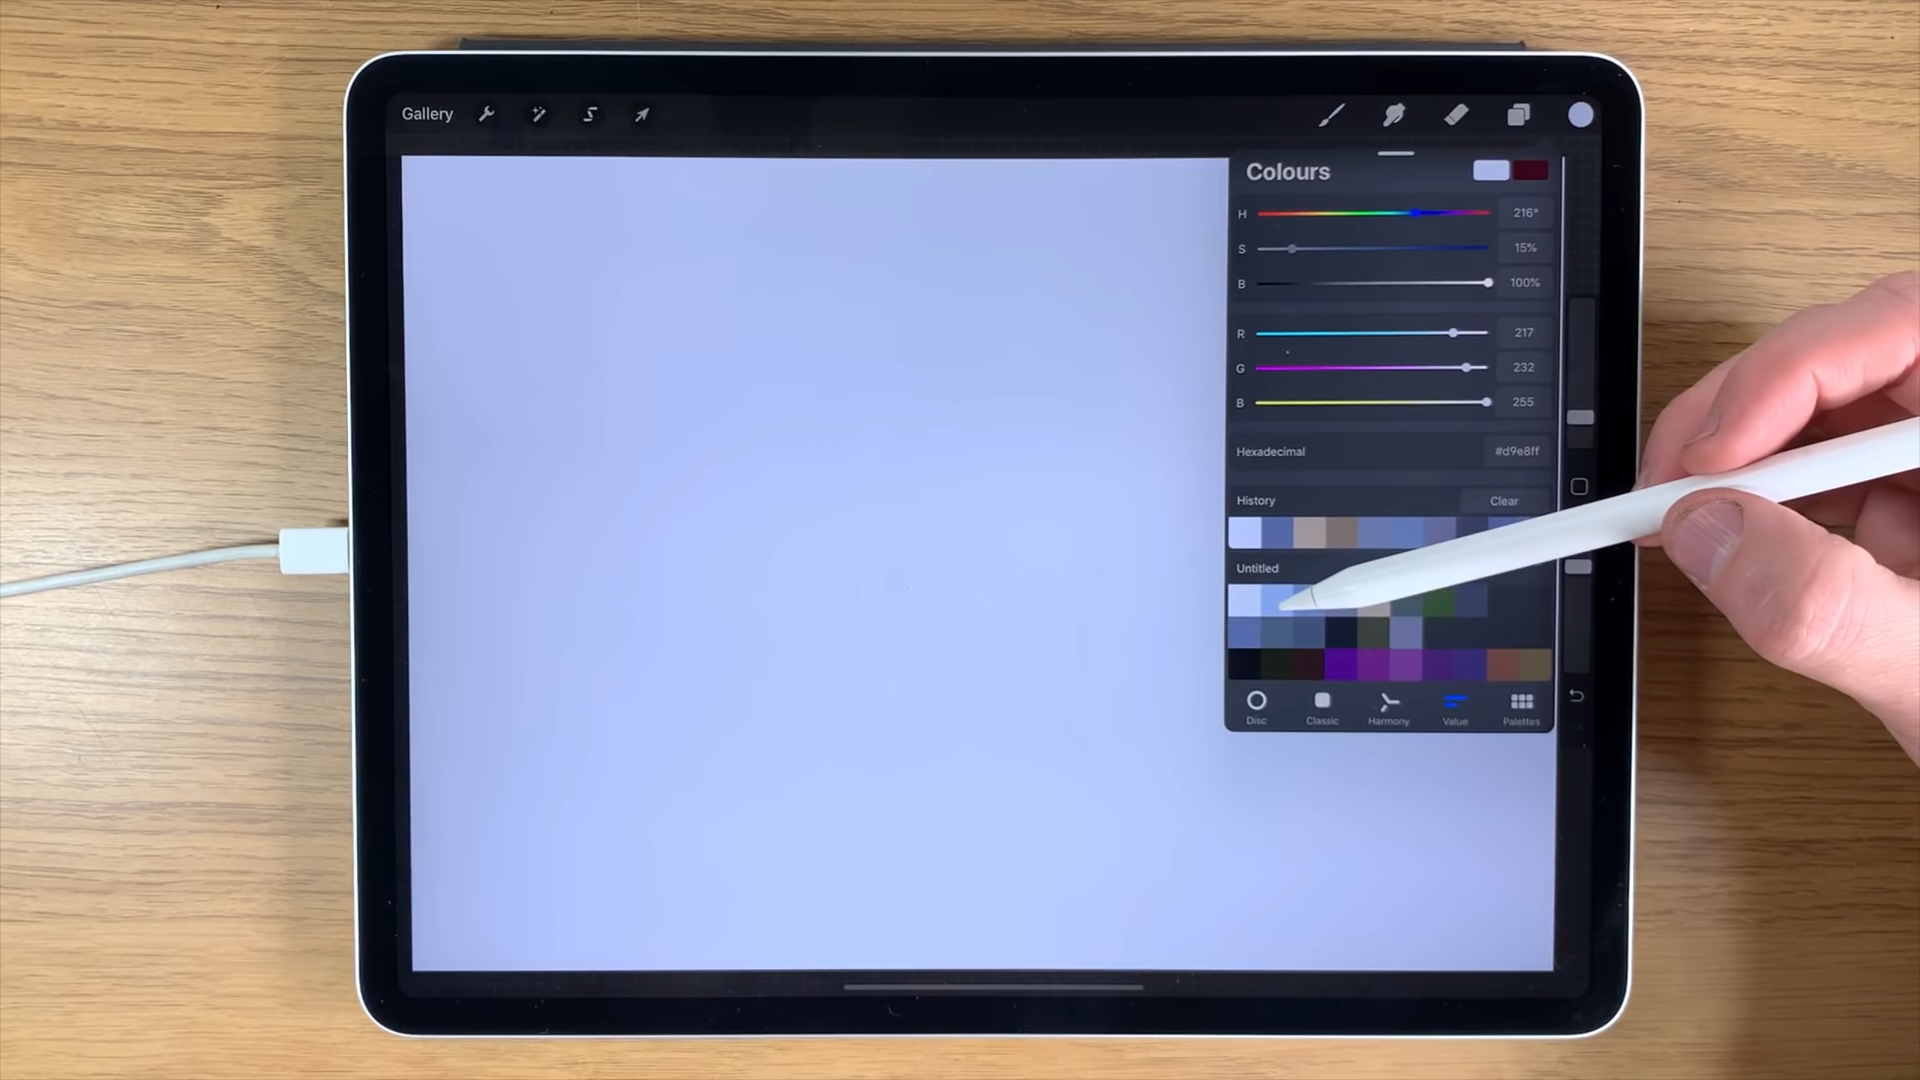 Gallery
Colours
H 216°
S 15%
B 100%
R 217
G 232
B 255
Hexadecimal #d9e8ff
History Clear
Untitled
Disc Classic Harmony Value Palettes